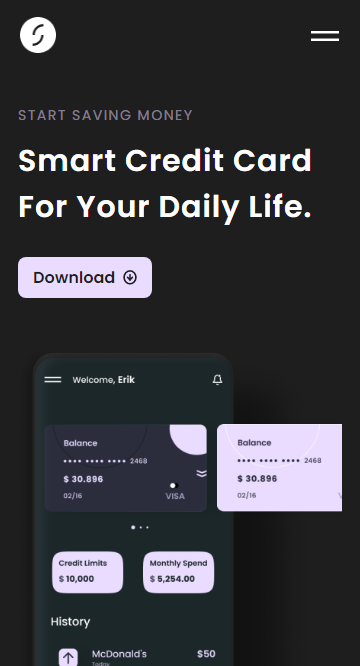 START SAVING MONEY
Smart Credit Card
For Your Daily Life.
Download
Welcome, Erik
Balance
•••• •••• •••• 2468
$ 30.896
02/16
VISA
Balance
•••• •••• •••• 2468
$ 30.896
02/16
Credit Limits
$ 10,000
Monthly Spend
$ 5,254.00
History
McDonald's $50
Today